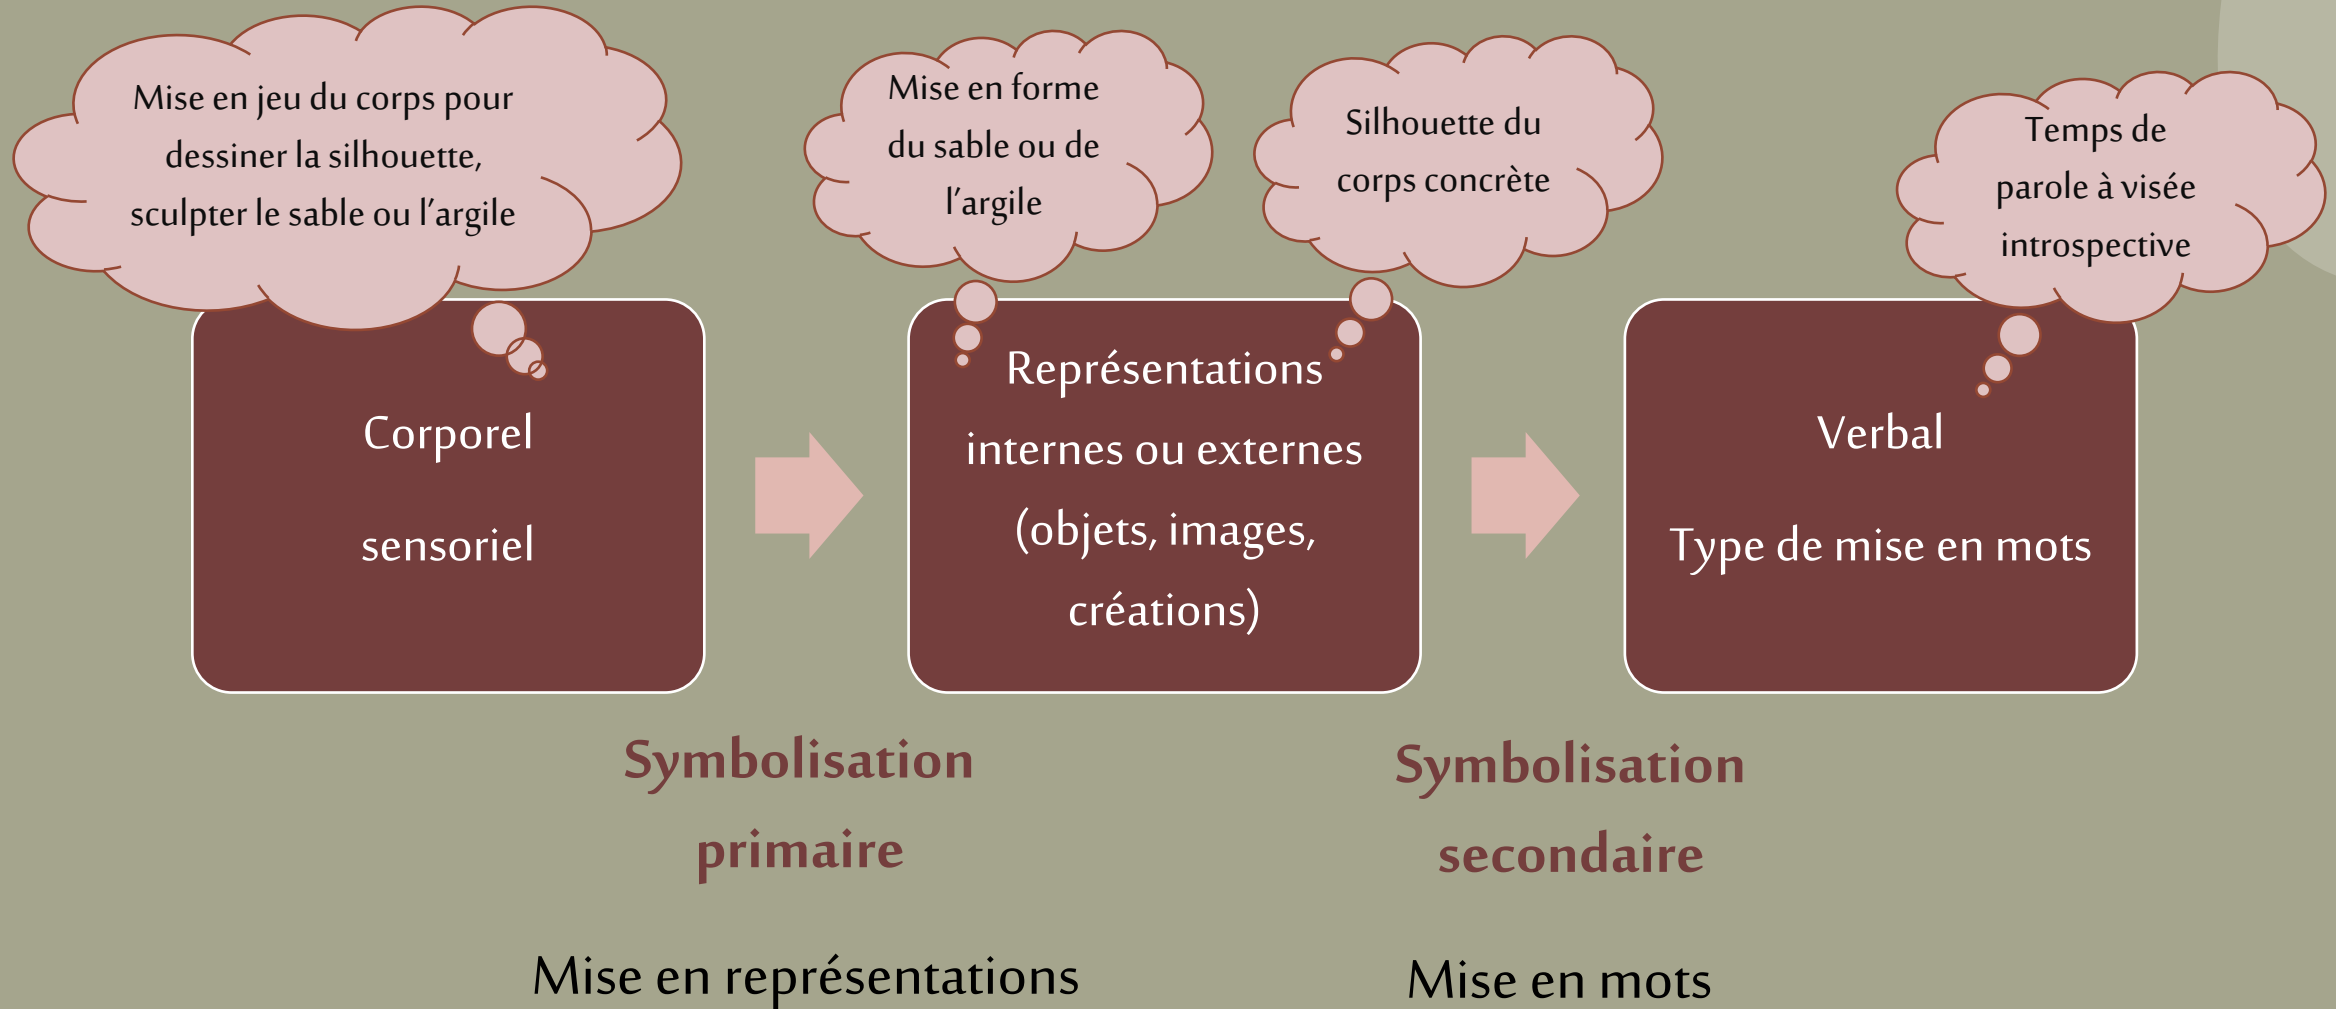 Mise en jeu du corps pour
dessiner la silhouette,
sculpter le sable ou l’argile
Mise en forme
du sable ou de
l’argile
Silhouette du
corps concrète
Temps de
parole à visée
introspective
Corporel
sensoriel
Représentations
internes ou externes
(objets, images,
créations)
Verbal
Type de mise en mots
Symbolisation
primaire
Symbolisation
secondaire
Mise en représentations
Mise en mots